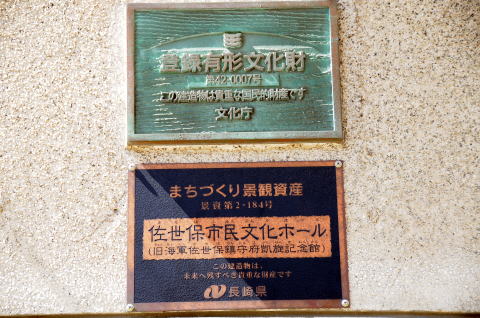 登録有形文化財
第42-0007号
この建造物は貴重な国民的財産です
文化庁
まちづくり景観資産
景資第2-184号
佐世保市民文化ホール
(旧海軍佐世保鎮守府凱旋記念館)
この建造物は、
未来へ残すべき貴重な財産です
長崎県